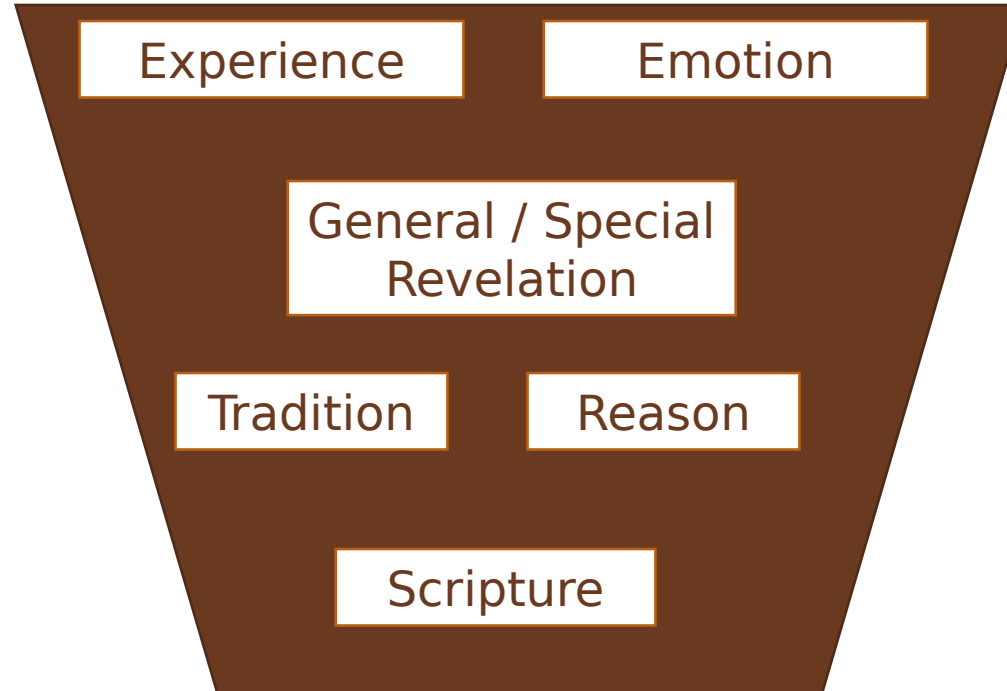 Experience
Emotion
General / Special
Revelation
Tradition
Reason
Scripture